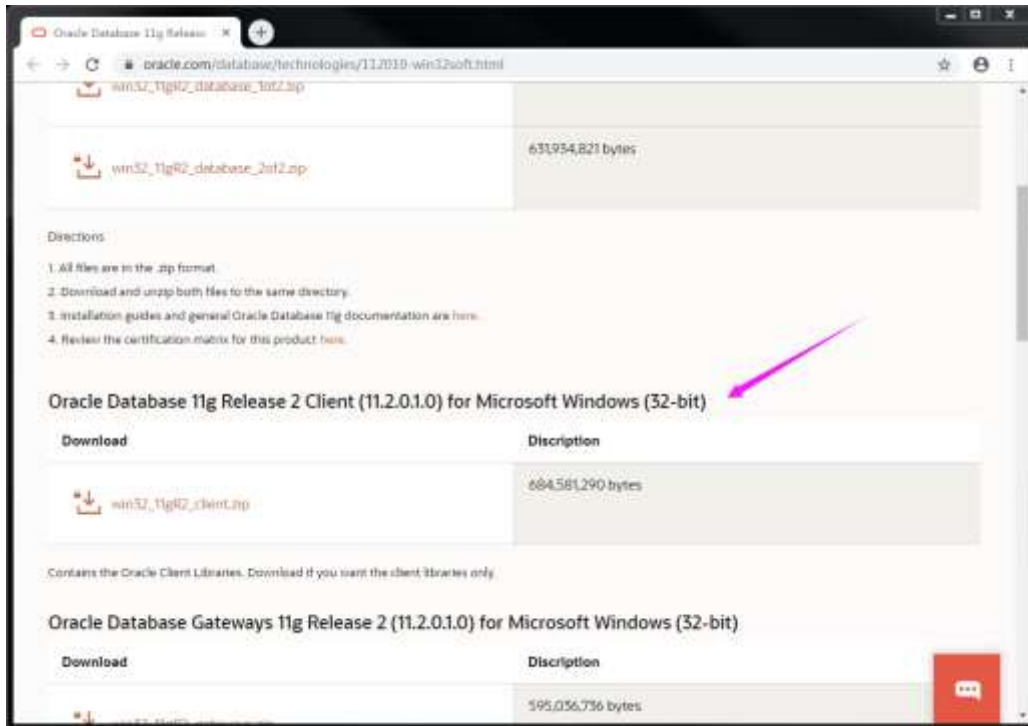 Oracle Database 11g Release
oracle.com/database/technologies/112010-win32soft.html
win32_11gR2_database_1of2.zip
win32_11gR2_database_2of2.zip
631,934,821 bytes
Directions
1. All files are in the .zip format.
2. Download and unzip both files to the same directory.
3. Installation guides and general Oracle Database 11g documentation are here.
4. Review the certification matrix for this product here.
Oracle Database 11g Release 2 Client (11.2.0.1.0) for Microsoft Windows (32-bit)
Download Discription
win32_11gR2_client.zip
684,581,290 bytes
Contains the Oracle Client Libraries. Download if you want the client libraries only.
Oracle Database Gateways 11g Release 2 (11.2.0.1.0) for Microsoft Windows (32-bit)
Download Discription
595,036,736 bytes